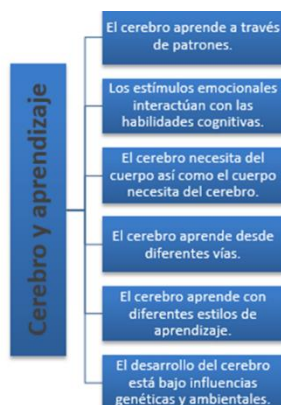 Cerebro y aprendizaje
El cerebro aprende a través
de patrones.
Los estímulos emocionales
interactúan con las
habilidades cognitivas.
El cerebro necesita del
cuerpo así como el cuerpo
necesita del cerebro.
El cerebro aprende desde
diferentes vías.
El cerebro aprende con
diferentes estilos de
aprendizaje.
El desarrollo del cerebro
está bajo influencias
genéticas y ambientales.